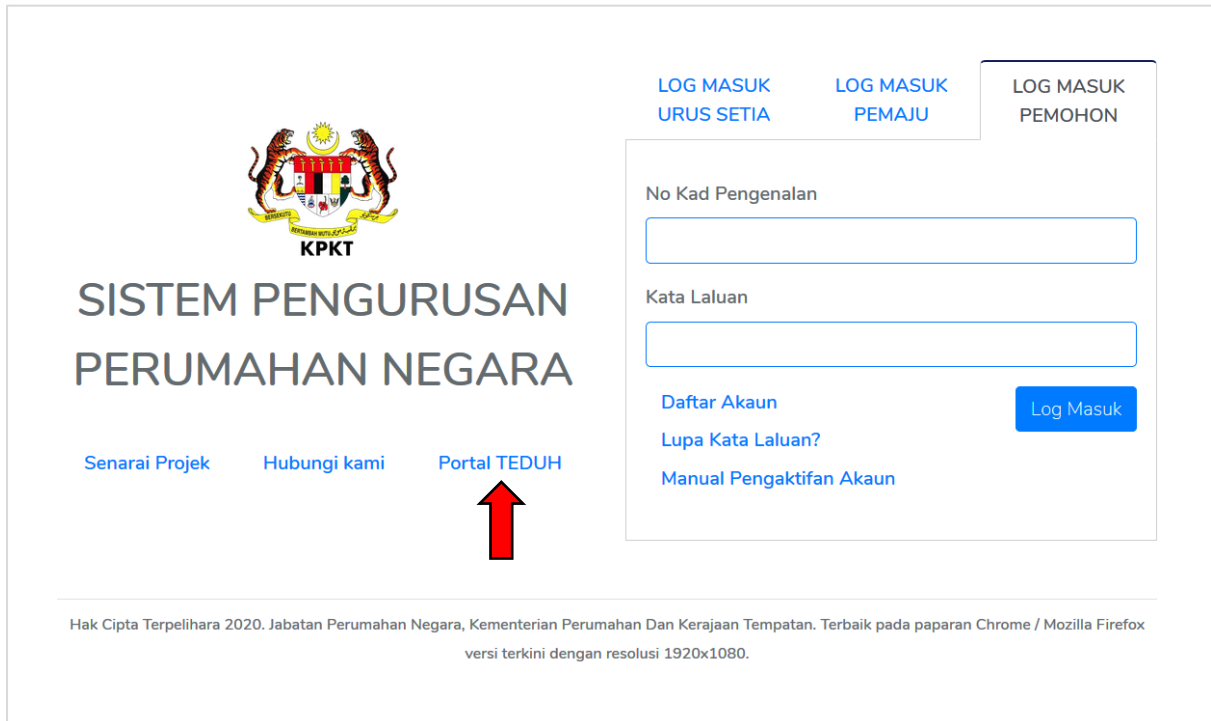 BERSEKUTU
BERTAMBAH MUTU
KPKT
SISTEM PENGURUSAN
PERUMAHAN NEGARA
Senarai Projek
Hubungi kami
Portal TEDUH
LOG MASUK
URUS SETIA
LOG MASUK
PEMAJU
LOG MASUK
PEMOHON
No Kad Pengenalan
Kata Laluan
Daftar Akaun
Log Masuk
Lupa Kata Laluan?
Manual Pengaktifan Akaun
Hak Cipta Terpelihara 2020. Jabatan Perumahan Negara, Kementerian Perumahan Dan Kerajaan Tempatan. Terbaik pada paparan Chrome / Mozilla Firefox
versi terkini dengan resolusi 1920x1080.